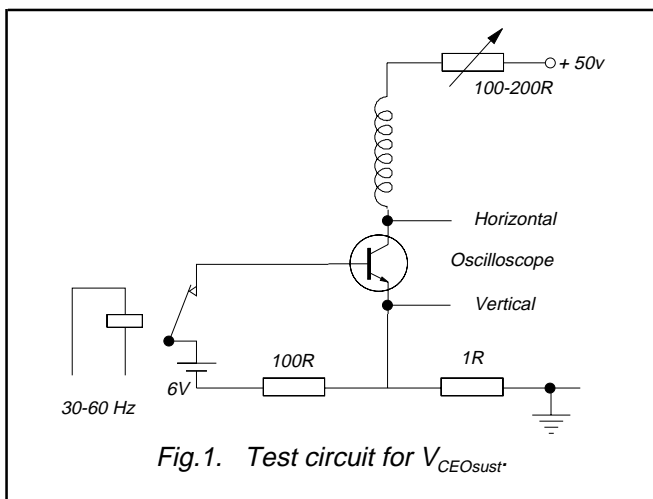 + 50v
100-200R
Horizontal
Oscilloscope
Vertical
100R
1R
6V
30-60 Hz
Fig.1. Test circuit for VCEOsust.